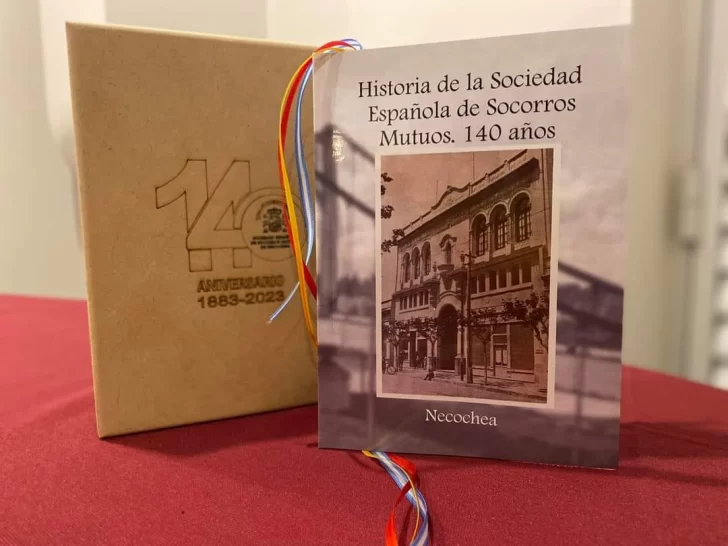 Historia de la Sociedad
Española de Socorros
Mutuos. 140 años
Necochea
140
ANIVERSARIO
1883-2023